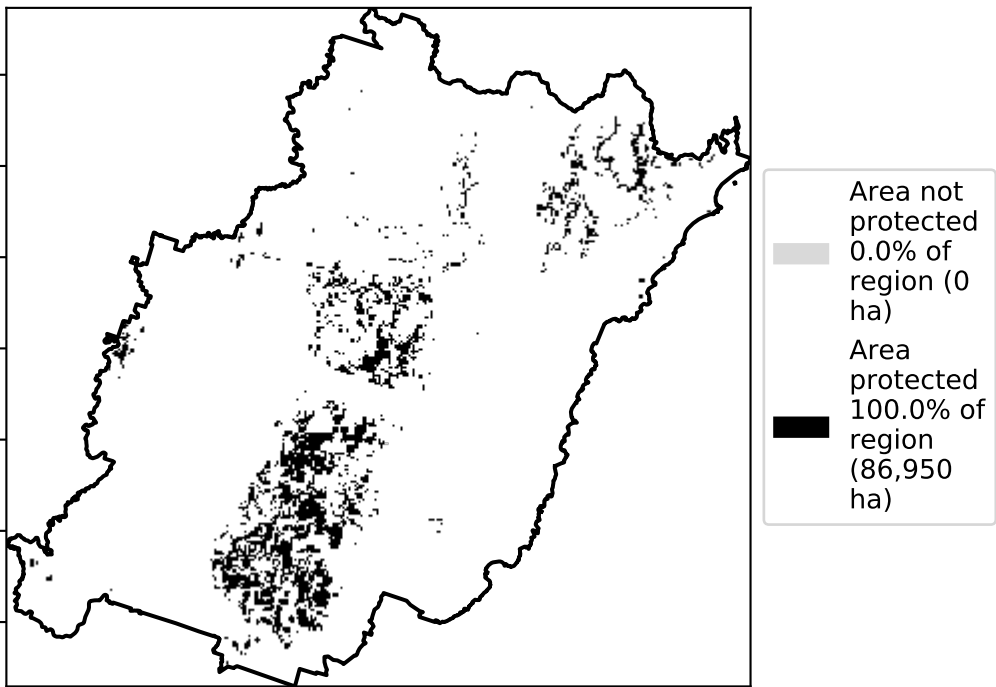 Area not
protected
0.0% of
region (0
ha)
Area
protected
100.0% of
region
(86,950
ha)